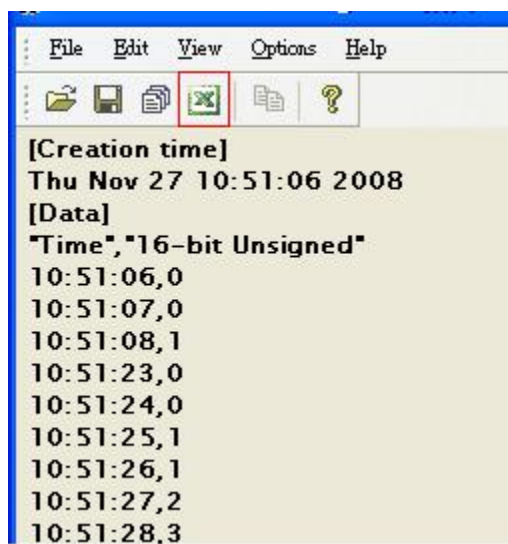 File Edit View Options Help
[Creation time]
Thu Nov 27 10:51:06 2008
[Data]
"Time","16-bit Unsigned"
10:51:06,0
10:51:07,0
10:51:08,1
10:51:23,0
10:51:24,0
10:51:25,1
10:51:26,1
10:51:27,2
10:51:28,3